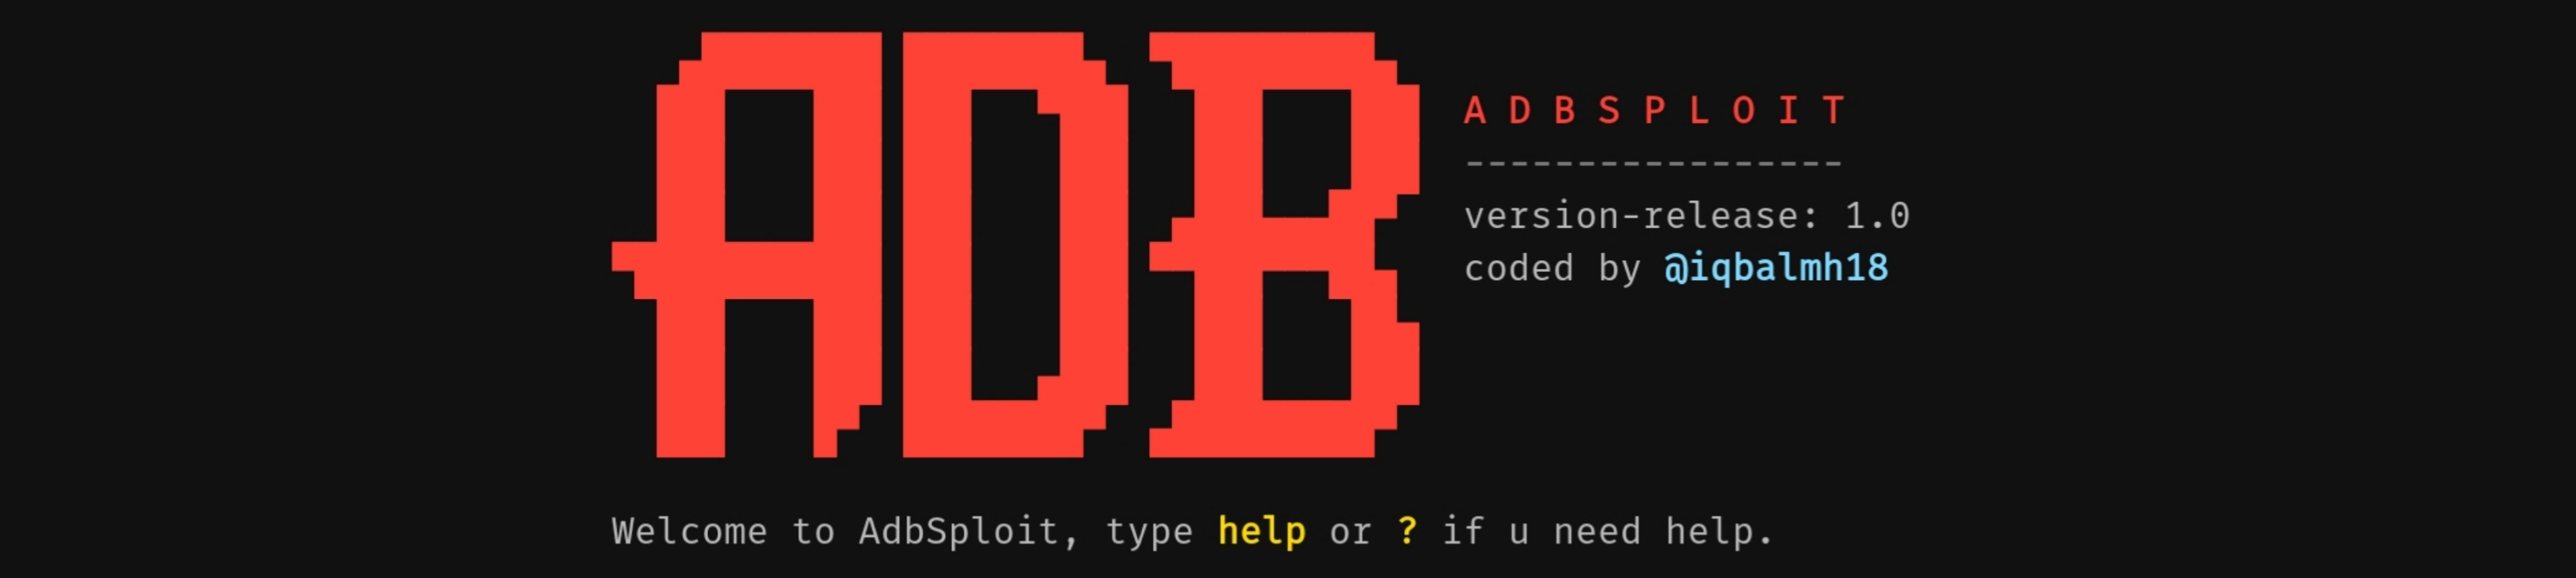 ADB
A D B S P L O I T
-----------------
version-release: 1.0
coded by @iqbalmh18
Welcome to AdbSploit, type help or ? if u need help.